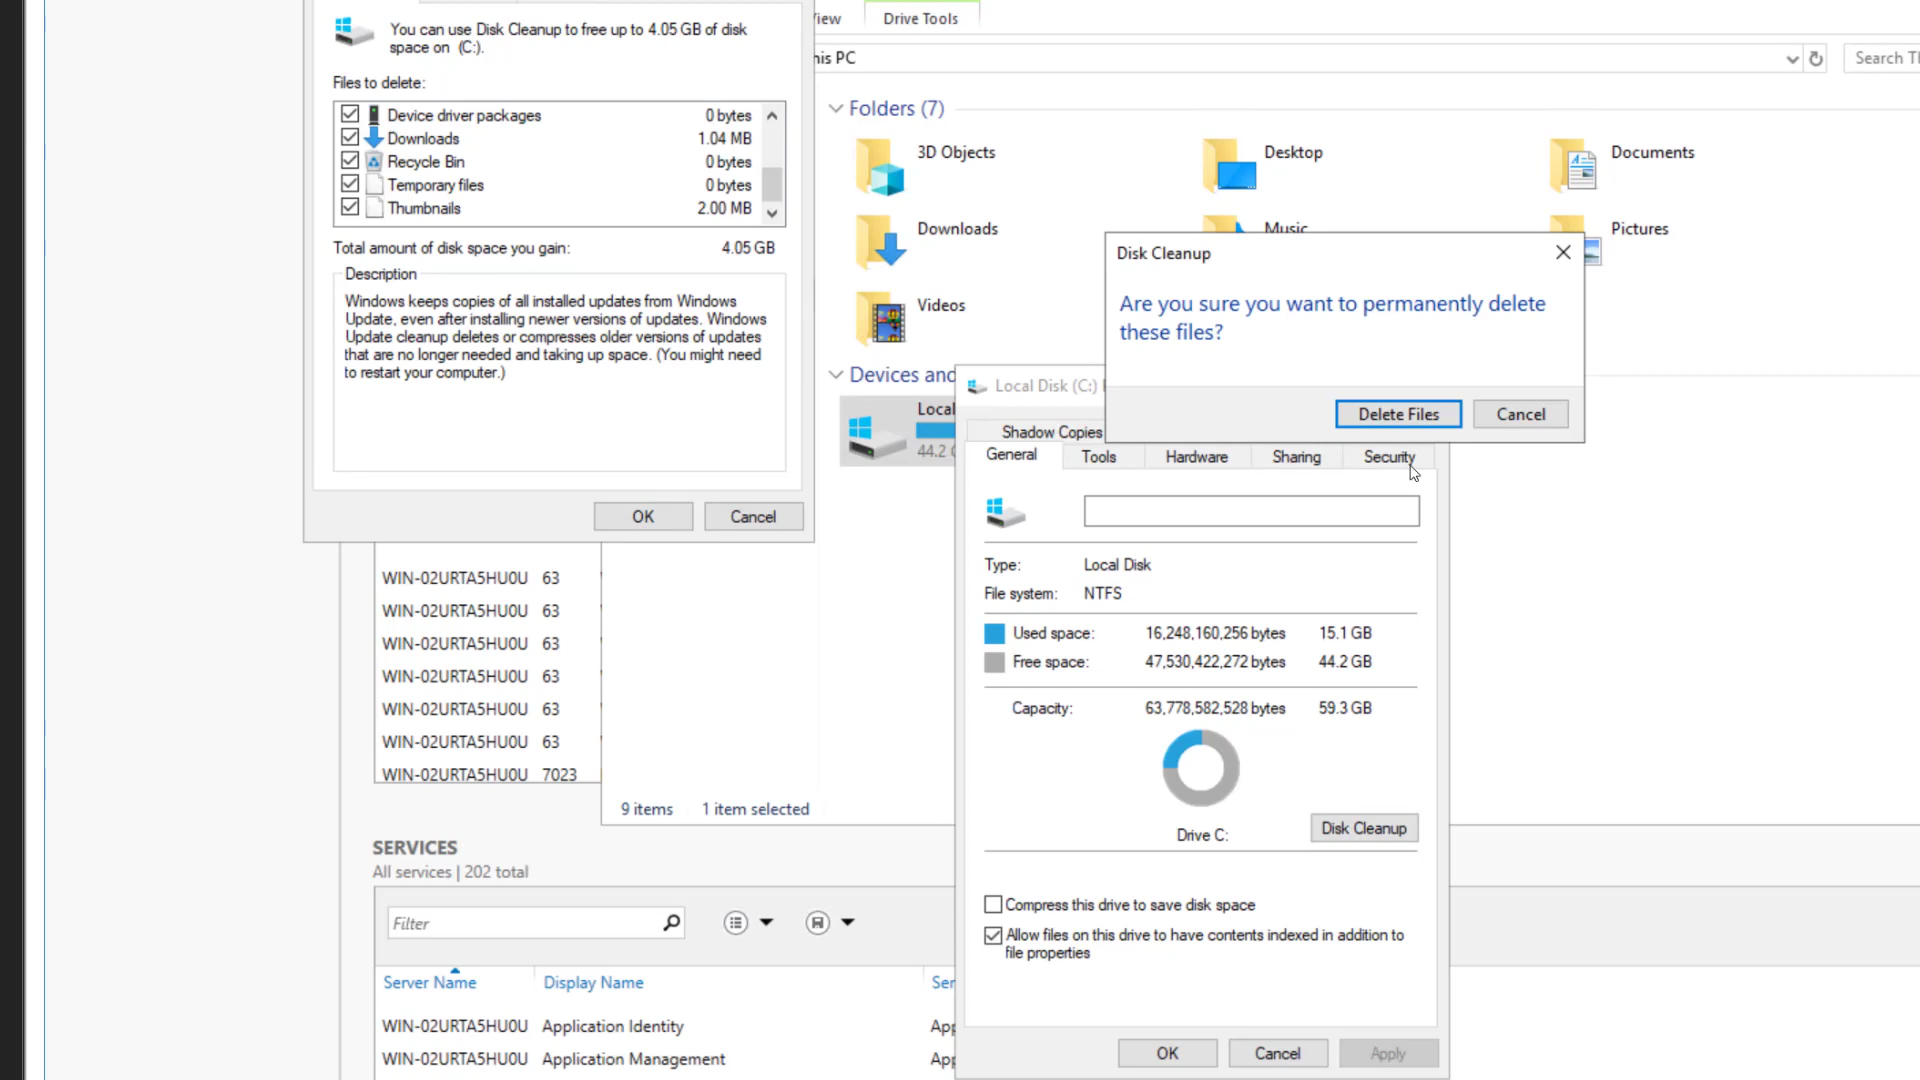 You can use Disk Cleanup to free up to 4.05 GB of disk
space on (C:).
Files to delete:
Device driver packages 0 bytes
Downloads 1.04 MB
Recycle Bin 0 bytes
Temporary files 0 bytes
Thumbnails 2.00 MB
Total amount of disk space you gain: 4.05 GB
Description
Windows keeps copies of all installed updates from Windows
Update, even after installing newer versions of updates. Windows
Update cleanup deletes or compresses older versions of updates
that are no longer needed and taking up space. (You might need
to restart your computer.)
OK Cancel
View Drive Tools
his PC
Search Th
Folders (7)
3D Objects Desktop Documents
Downloads Music Pictures
Videos
Devices and
Local
44.2 G
Disk Cleanup
Are you sure you want to permanently delete
these files?
Delete Files Cancel
Local Disk (C:)
Shadow Copies
General Tools Hardware Sharing Security
Type: Local Disk
File system: NTFS
Used space: 16,248,160,256 bytes 15.1 GB
Free space: 47,530,422,272 bytes 44.2 GB
Capacity: 63,778,582,528 bytes 59.3 GB
Drive C: Disk Cleanup
Compress this drive to save disk space
Allow files on this drive to have contents indexed in addition to
file properties
OK Cancel Apply
WIN-02URTA5HU0U 63
WIN-02URTA5HU0U 63
WIN-02URTA5HU0U 63
WIN-02URTA5HU0U 63
WIN-02URTA5HU0U 63
WIN-02URTA5HU0U 63
WIN-02URTA5HU0U 7023
9 items 1 item selected
SERVICES
All services | 202 total
Filter
Server Name Display Name Ser
WIN-02URTA5HU0U Application Identity App
WIN-02URTA5HU0U Application Management App